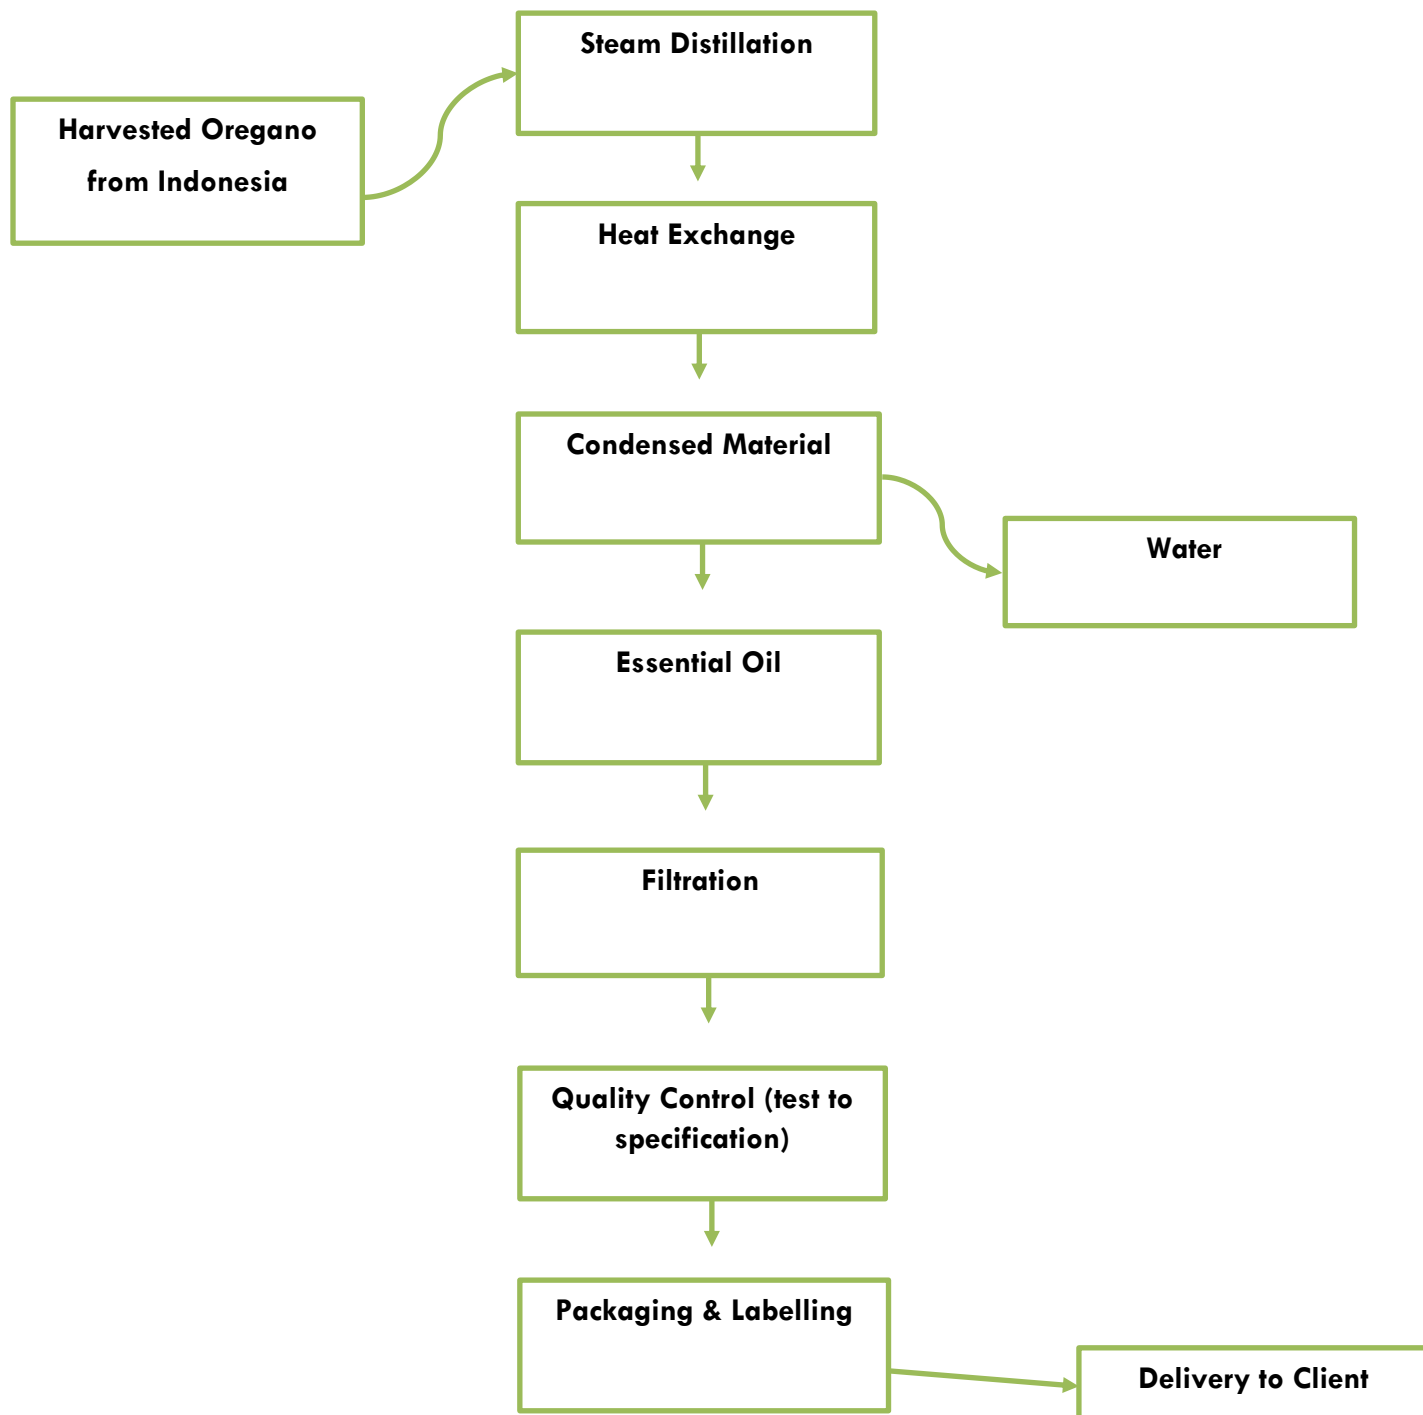 Steam Distillation
Harvested Oregano
from Indonesia
Heat Exchange
Condensed Material
Water
Essential Oil
Filtration
Quality Control (test to
specification)
Packaging & Labelling
Delivery to Client